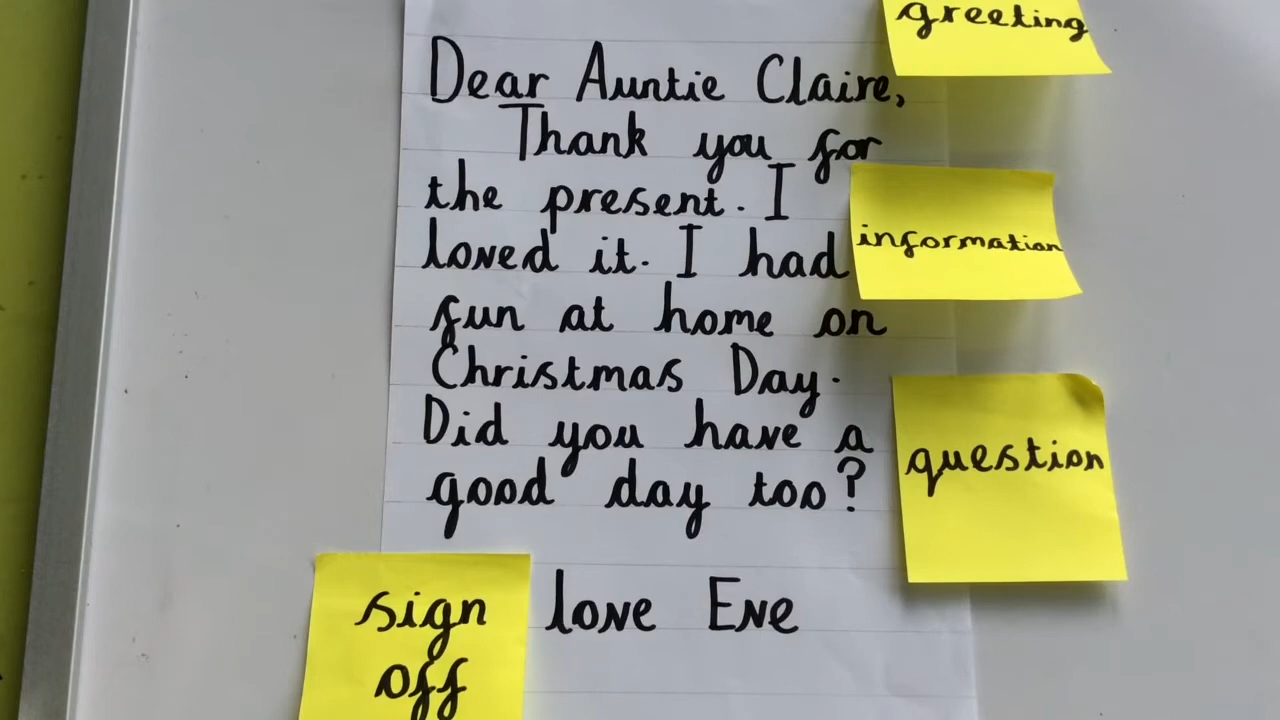 greeting
Dear Auntie Claire,
Thank you for
the present. I
loved it. I had
information
fun at home on
Christmas Day.
Did you have a
question
good day too?
sign
off
love Eve